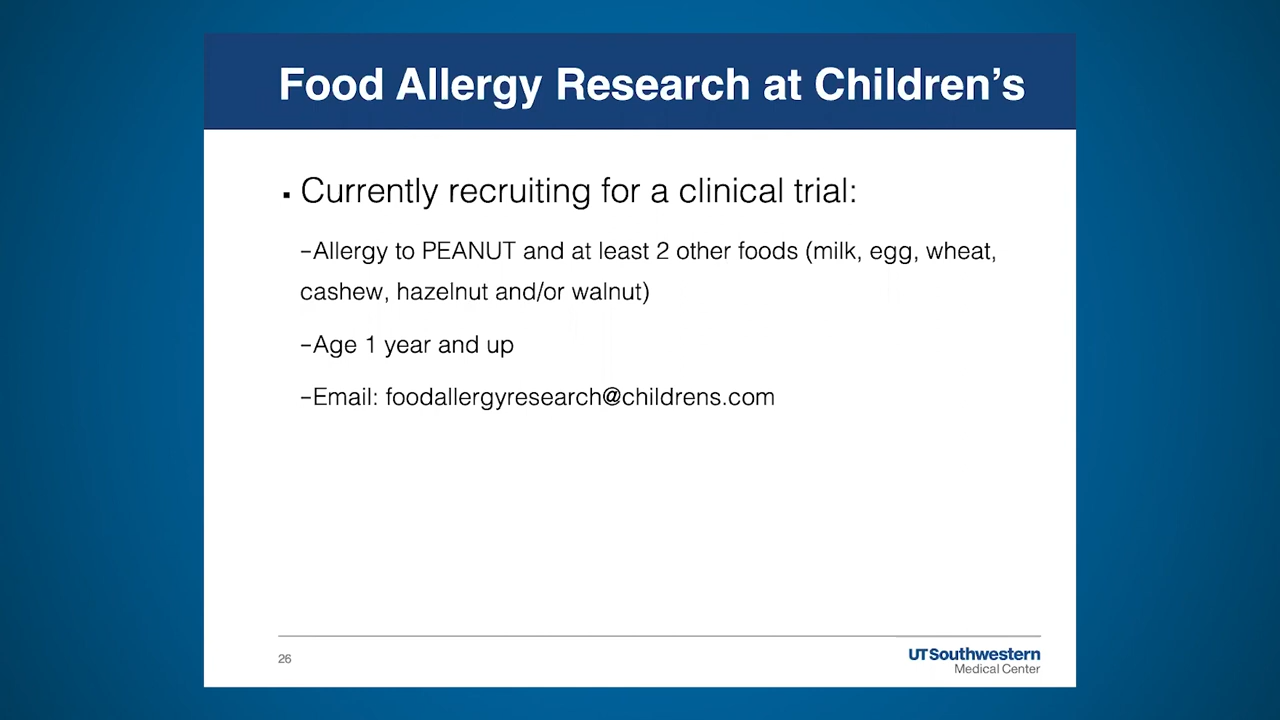 Food Allergy Research at Children's
▪ Currently recruiting for a clinical trial:
–Allergy to PEANUT and at least 2 other foods (milk, egg, wheat,
cashew, hazelnut and/or walnut)
–Age 1 year and up
–Email: foodallergyresearch@childrens.com
26
UTSouthwestern
Medical Center